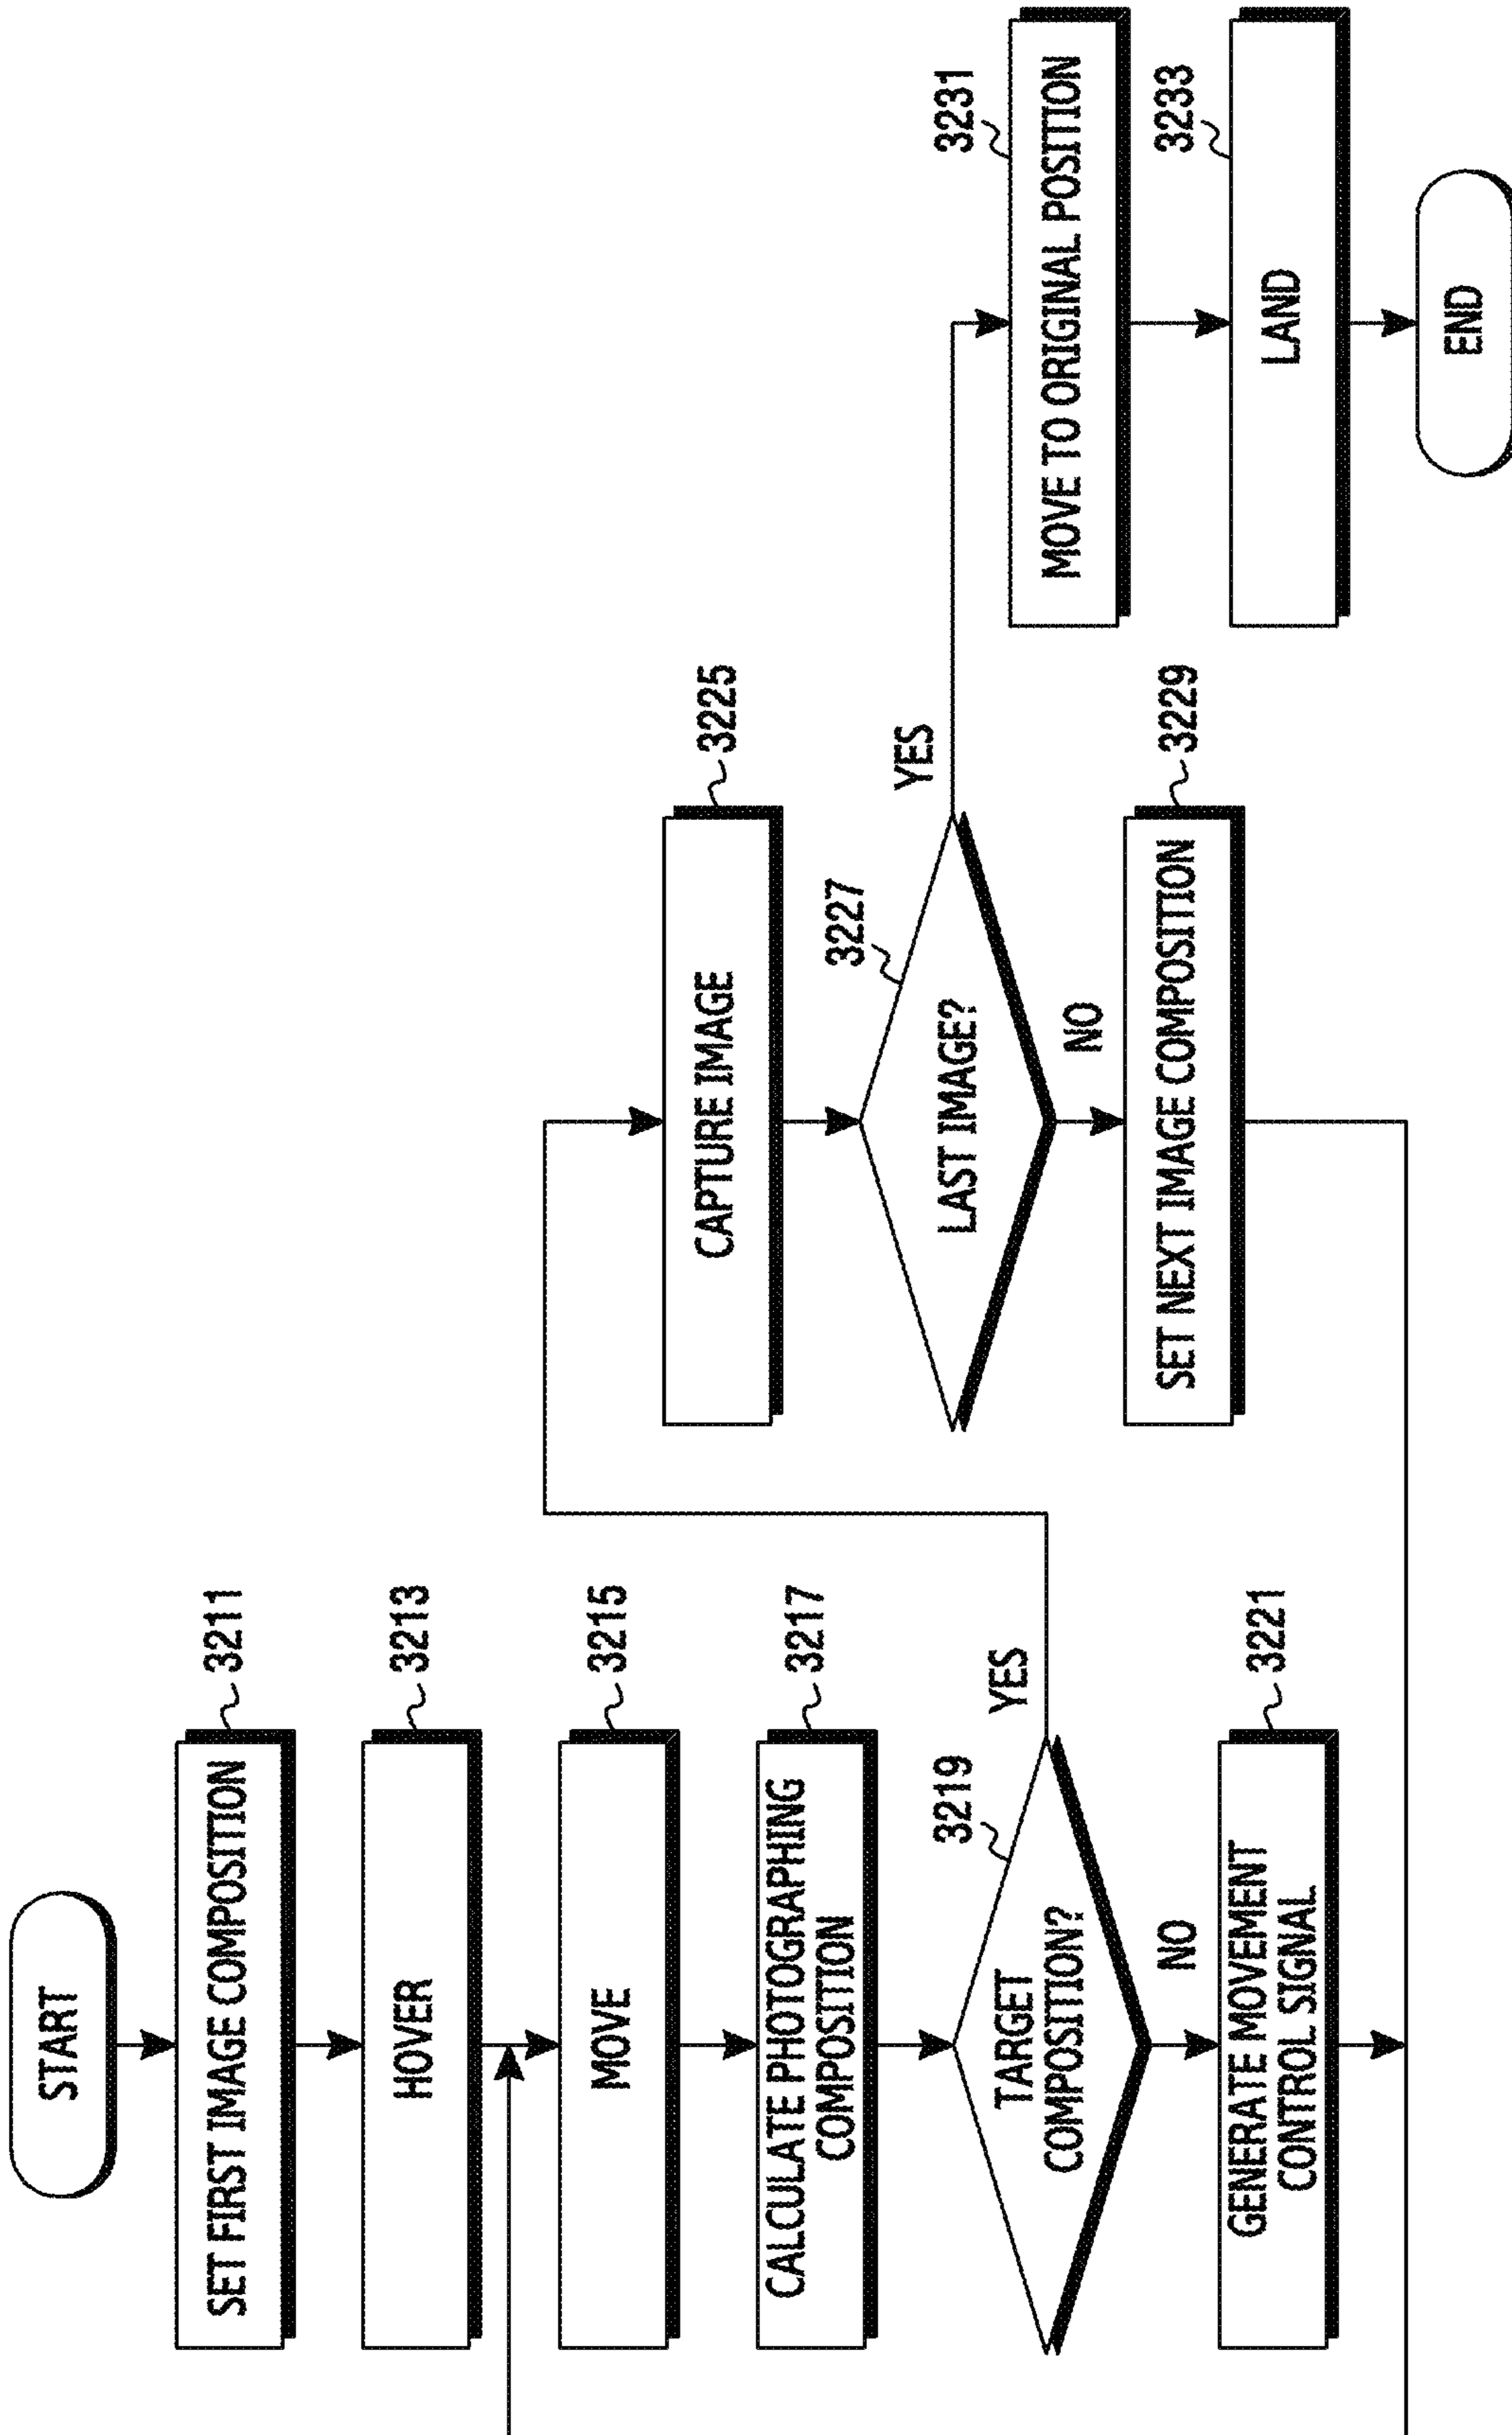 START
SET FIRST IMAGE COMPOSITION
3211
HOVER
3213
MOVE
3215
CALCULATE PHOTOGRAPHING
COMPOSITION
3217
TARGET
COMPOSITION?
3219
YES
NO
GENERATE MOVEMENT
CONTROL SIGNAL
3221
CAPTURE IMAGE
3225
LAST IMAGE?
3227
YES
NO
SET NEXT IMAGE COMPOSITION
3229
MOVE TO ORIGINAL POSITION
3231
LAND
3233
END